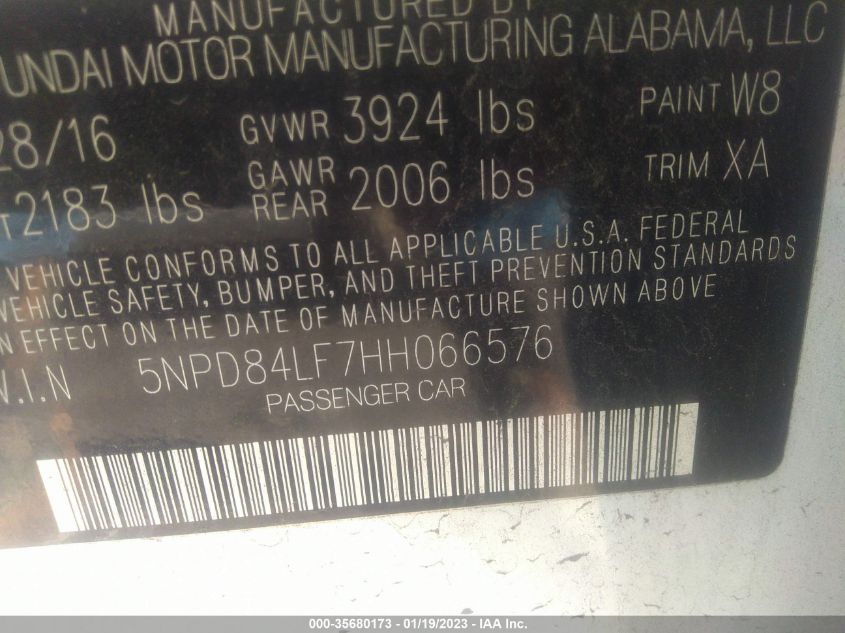 MANUFACTURED BY
UNDAI MOTOR MANUFACTURING ALABAMA, LLC
28/16 GVWR 3924 lbs PAINT W8
T2183 lbs GAWR REAR 2006 lbs TRIM XA
VEHICLE CONFORMS TO ALL APPLICABLE U.S.A. FEDERAL
VEHICLE SAFETY, BUMPER, AND THEFT PREVENTION STANDARDS
N EFFECT ON THE DATE OF MANUFACTURE SHOWN ABOVE
V.I.N 5NPD84LF7HH066576
PASSENGER CAR
000-35680173 - 01/19/2023 - IAA Inc.